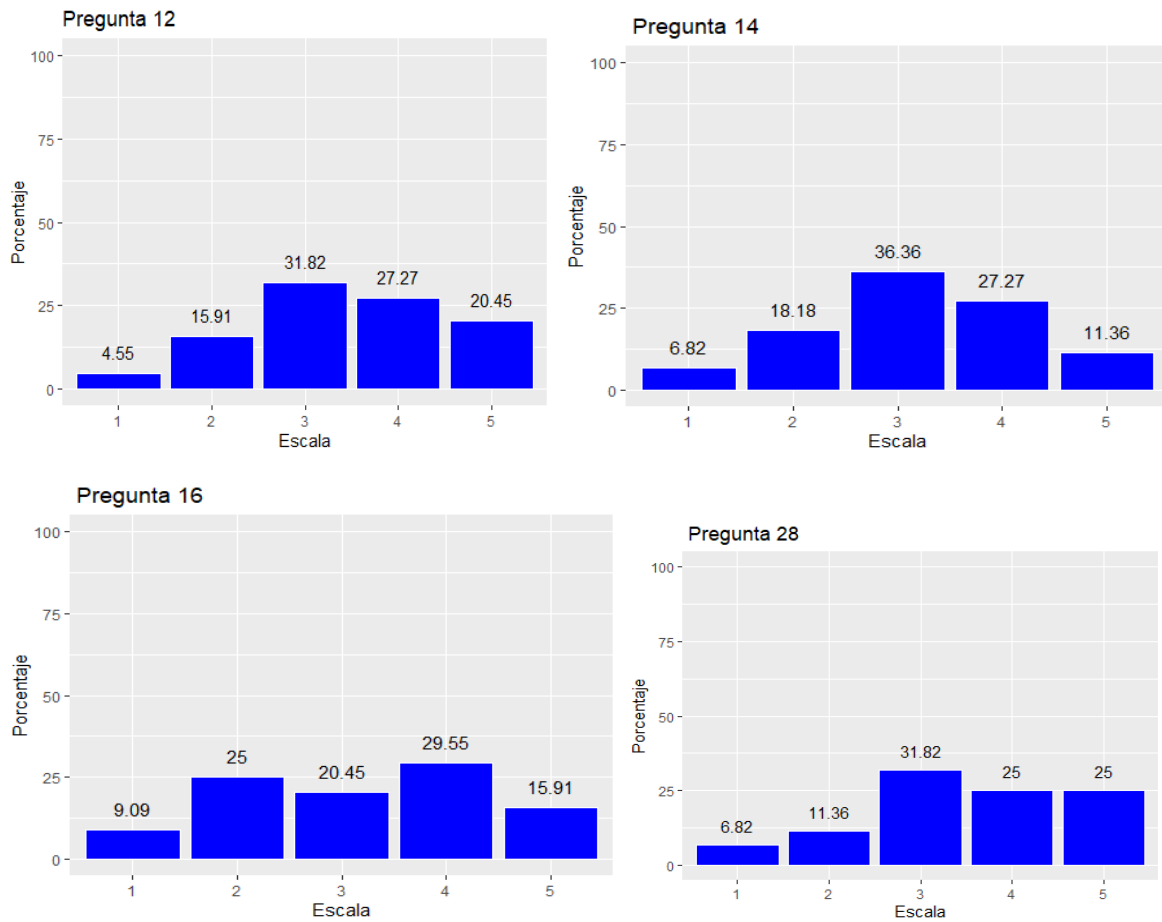 Pregunta 12
100
75
50
25
0
Porcentaje
4.55
15.91
31.82
27.27
20.45
1 2 3 4 5
Escala
Pregunta 14
100
75
50
25
0
Porcentaje
6.82
18.18
36.36
27.27
11.36
1 2 3 4 5
Escala
Pregunta 16
100
75
50
25
0
Porcentaje
9.09
25
20.45
29.55
15.91
1 2 3 4 5
Escala
Pregunta 28
100
75
50
25
0
Porcentaje
6.82
11.36
31.82
25
25
1 2 3 4 5
Escala